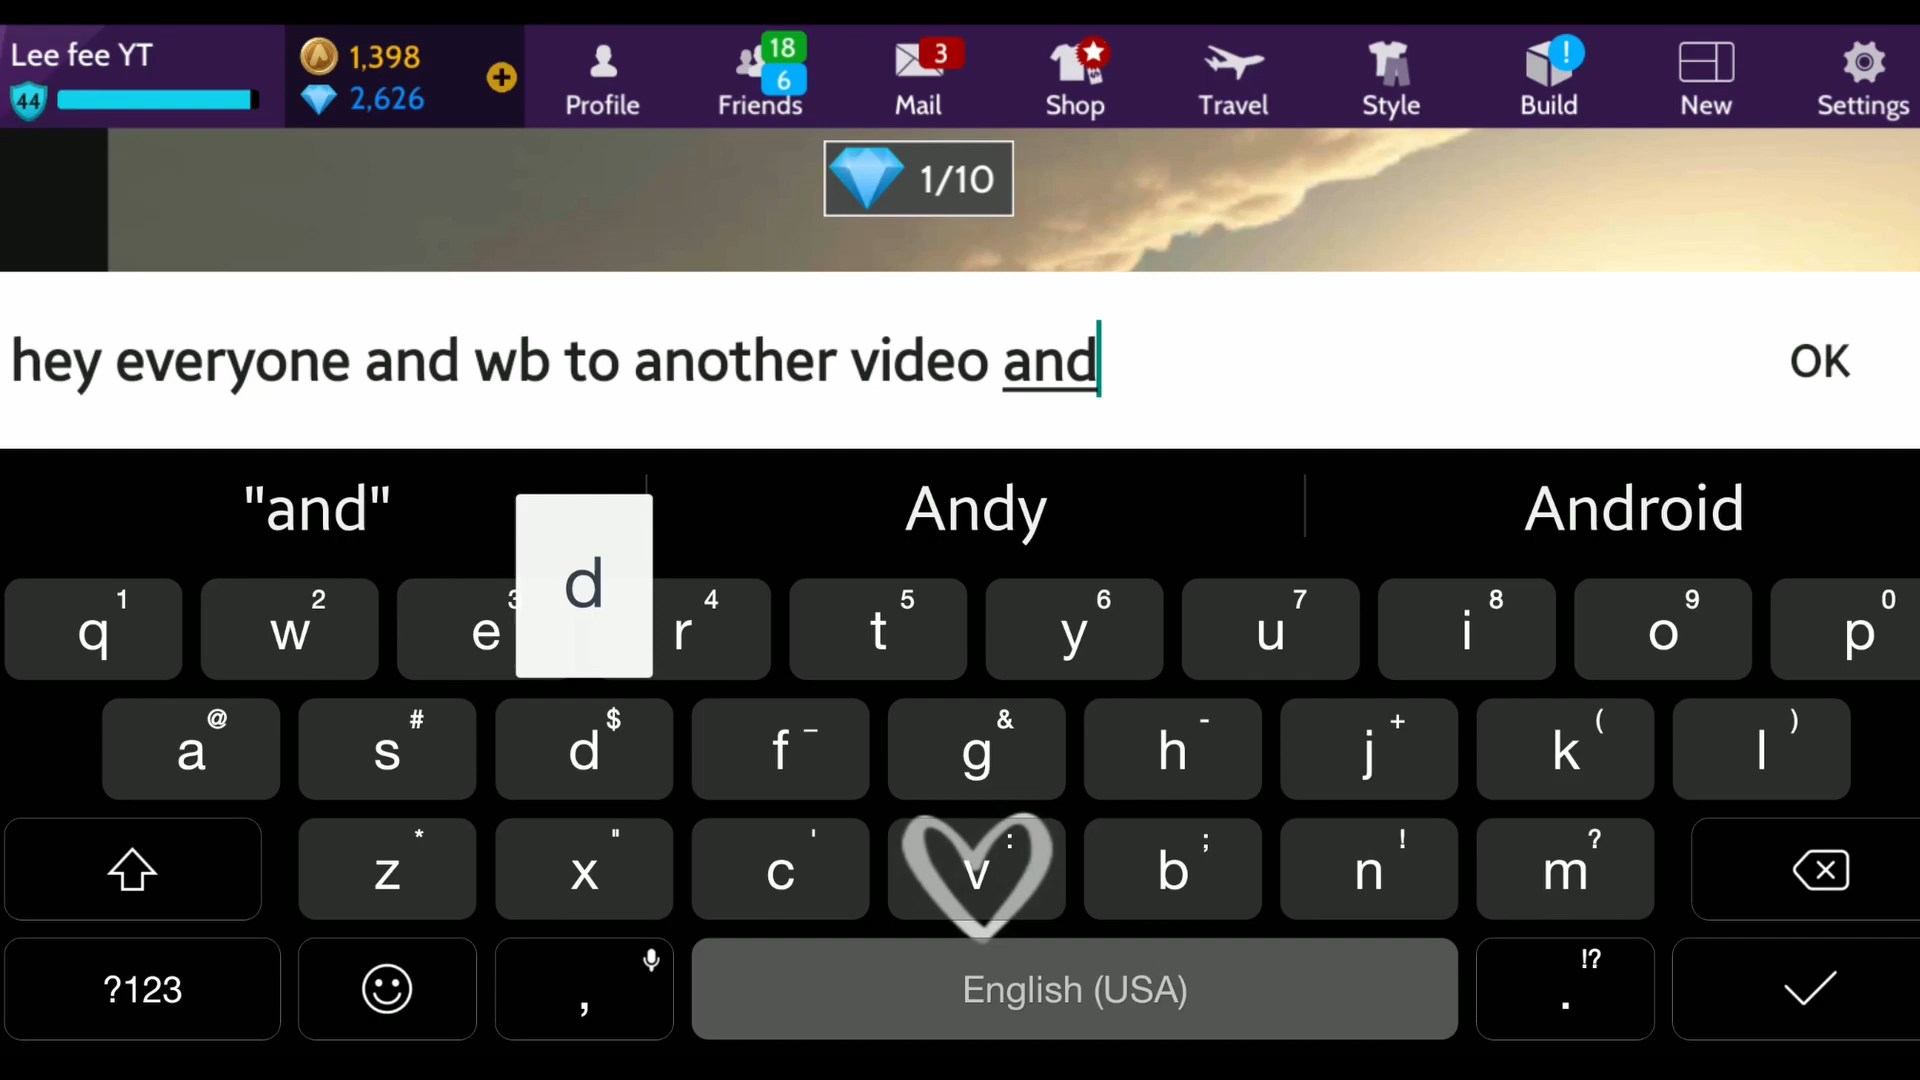 Lee fee YT
44
1,398
2,626
Profile
18
6
Friends
3
Mail
Shop
Travel
Style
!
Build
New
Settings
1/10
hey everyone and wb to another video and
OK
"and" Andy Android
d
q 1 w 2 e 3 r 4 t 5 y 6 u 7 i 8 o 9 p 0
a @ s # d $ f _ g & h - j + k ( l )
z * x " c ' v : b ; n ! m ?
?123 , English (USA) . !?